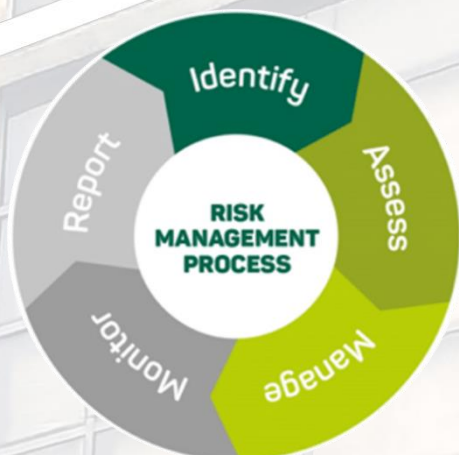 Identify
Assess
Manage
Monitor
Report
RISK
MANAGEMENT
PROCESS